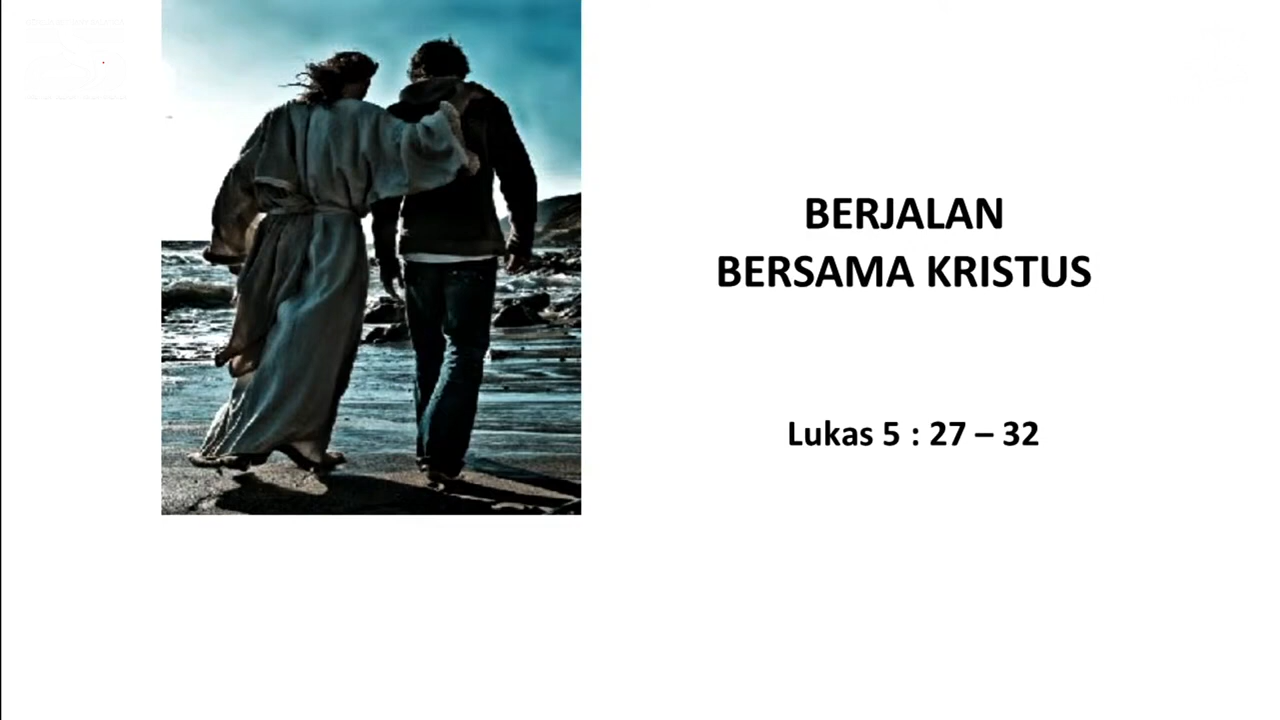 BERJALAN
BERSAMA KRISTUS
Lukas 5 : 27 – 32